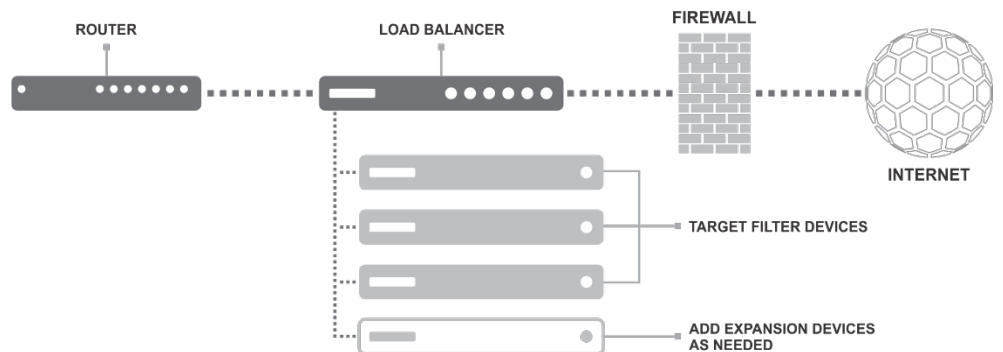 ROUTER
LOAD BALANCER
FIREWALL
INTERNET
TARGET FILTER DEVICES
ADD EXPANSION DEVICES
AS NEEDED